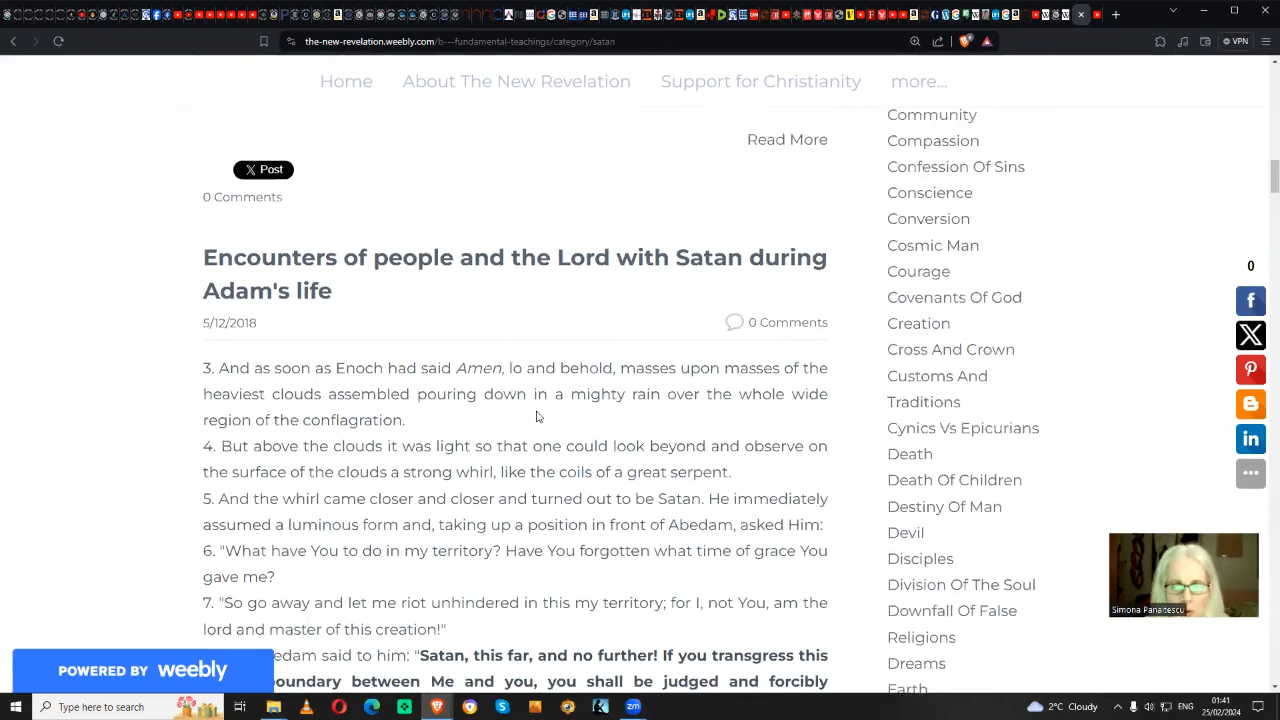 the-new-revelation.weebly.com/b---fundamental-teachings/category/satan
VPN
Home
About The New Revelation
Support for Christianity
more...
Read More
Post
0 Comments
Encounters of people and the Lord with Satan during
Adam's life
5/12/2018
0 Comments
3. And as soon as Enoch had said Amen, lo and behold, masses upon masses of the
heaviest clouds assembled pouring down in a mighty rain over the whole wide
region of the conflagration.
4. But above the clouds it was light so that one could look beyond and observe on
the surface of the clouds a strong whirl, like the coils of a great serpent.
5. And the whirl came closer and closer and turned out to be Satan. He immediately
assumed a luminous form and, taking up a position in front of Abedam, asked Him:
6. "What have You to do in my territory? Have You forgotten what time of grace You
gave me?
7. "So go away and let me riot unhindered in this my territory; for I, not You, am the
lord and master of this creation!"
edam said to him: "Satan, this far, and no further! If you transgress this
oundary between Me and you, you shall be judged and forcibly
Community
Compassion
Confession Of Sins
Conscience
Conversion
Cosmic Man
Courage
Covenants Of God
Creation
Cross And Crown
Customs And
Traditions
Cynics Vs Epicurians
Death
Death Of Children
Destiny Of Man
Devil
Disciples
Division Of The Soul
Downfall Of False
Religions
Dreams
Earth
0
Simona Panaitescu
POWERED BY weebly
Type here to search
2°C Cloudy
ENG
01:41
25/02/2024